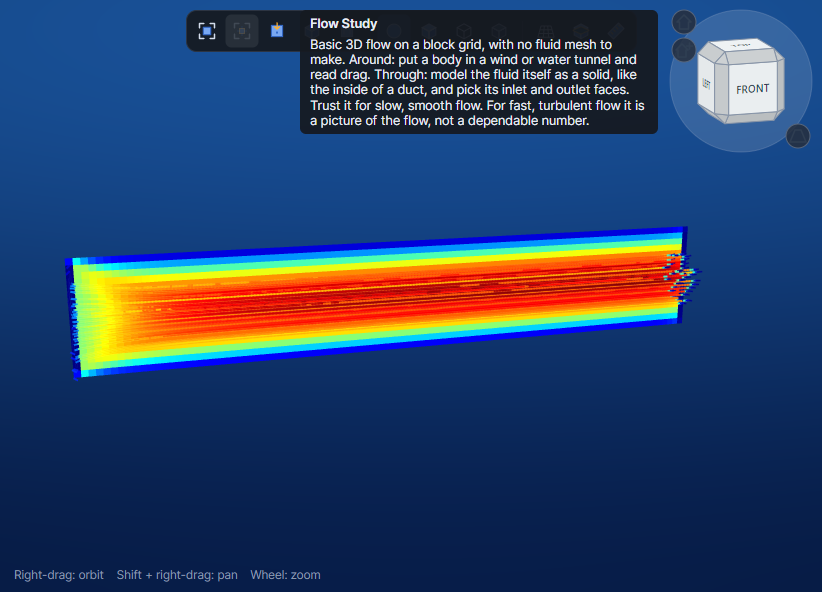 Flow Study
Basic 3D flow on a block grid, with no fluid mesh to
make. Around: put a body in a wind or water tunnel and
read drag. Through: model the fluid itself as a solid, like
the inside of a duct, and pick its inlet and outlet faces.
Trust it for slow, smooth flow. For fast, turbulent flow it is
a picture of the flow, not a dependable number.
TOP
LEFT
FRONT
Right-drag: orbit Shift + right-drag: pan Wheel: zoom